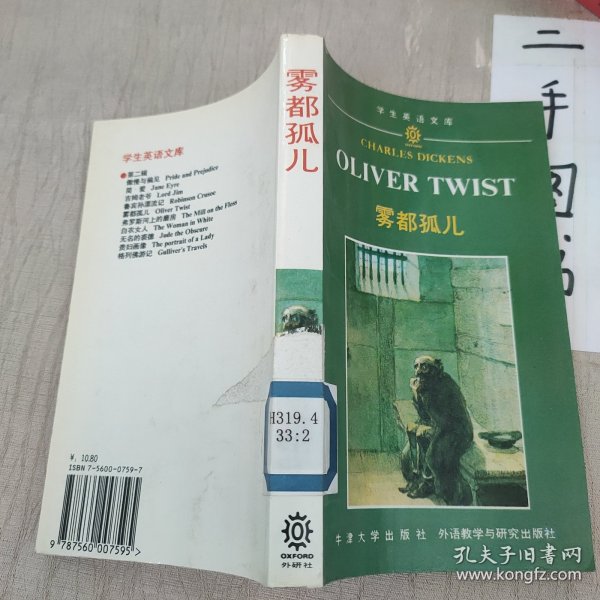 学生英语文库
●第二辑
傲慢与偏见 Pride and Prejudice
简 爱 Jane Eyre
吉姆老爷 Lord Jim
鲁宾孙漂流记 Robinson Crusoe
雾都孤儿 Oliver Twist
弗罗斯河上的磨房 The Mill on the Floss
白衣女人 The Woman in White
无名的裘德 Jude the Obscure
贵妇画像 The portrait of a Lady
格列佛游记 Gulliver's Travels
¥. 10.80
ISBN 7-5600-0759-7
9 787560 007595>
雾都孤儿
H319.4
33:2
OXFORD
外研社
学生英语文库
OXFORD
CHARLES DICKENS
OLIVER TWIST
雾都孤儿
牛津大学出版社 外语教学与研究出版社
二手图书
孔夫子旧书网
www.kongfz.com